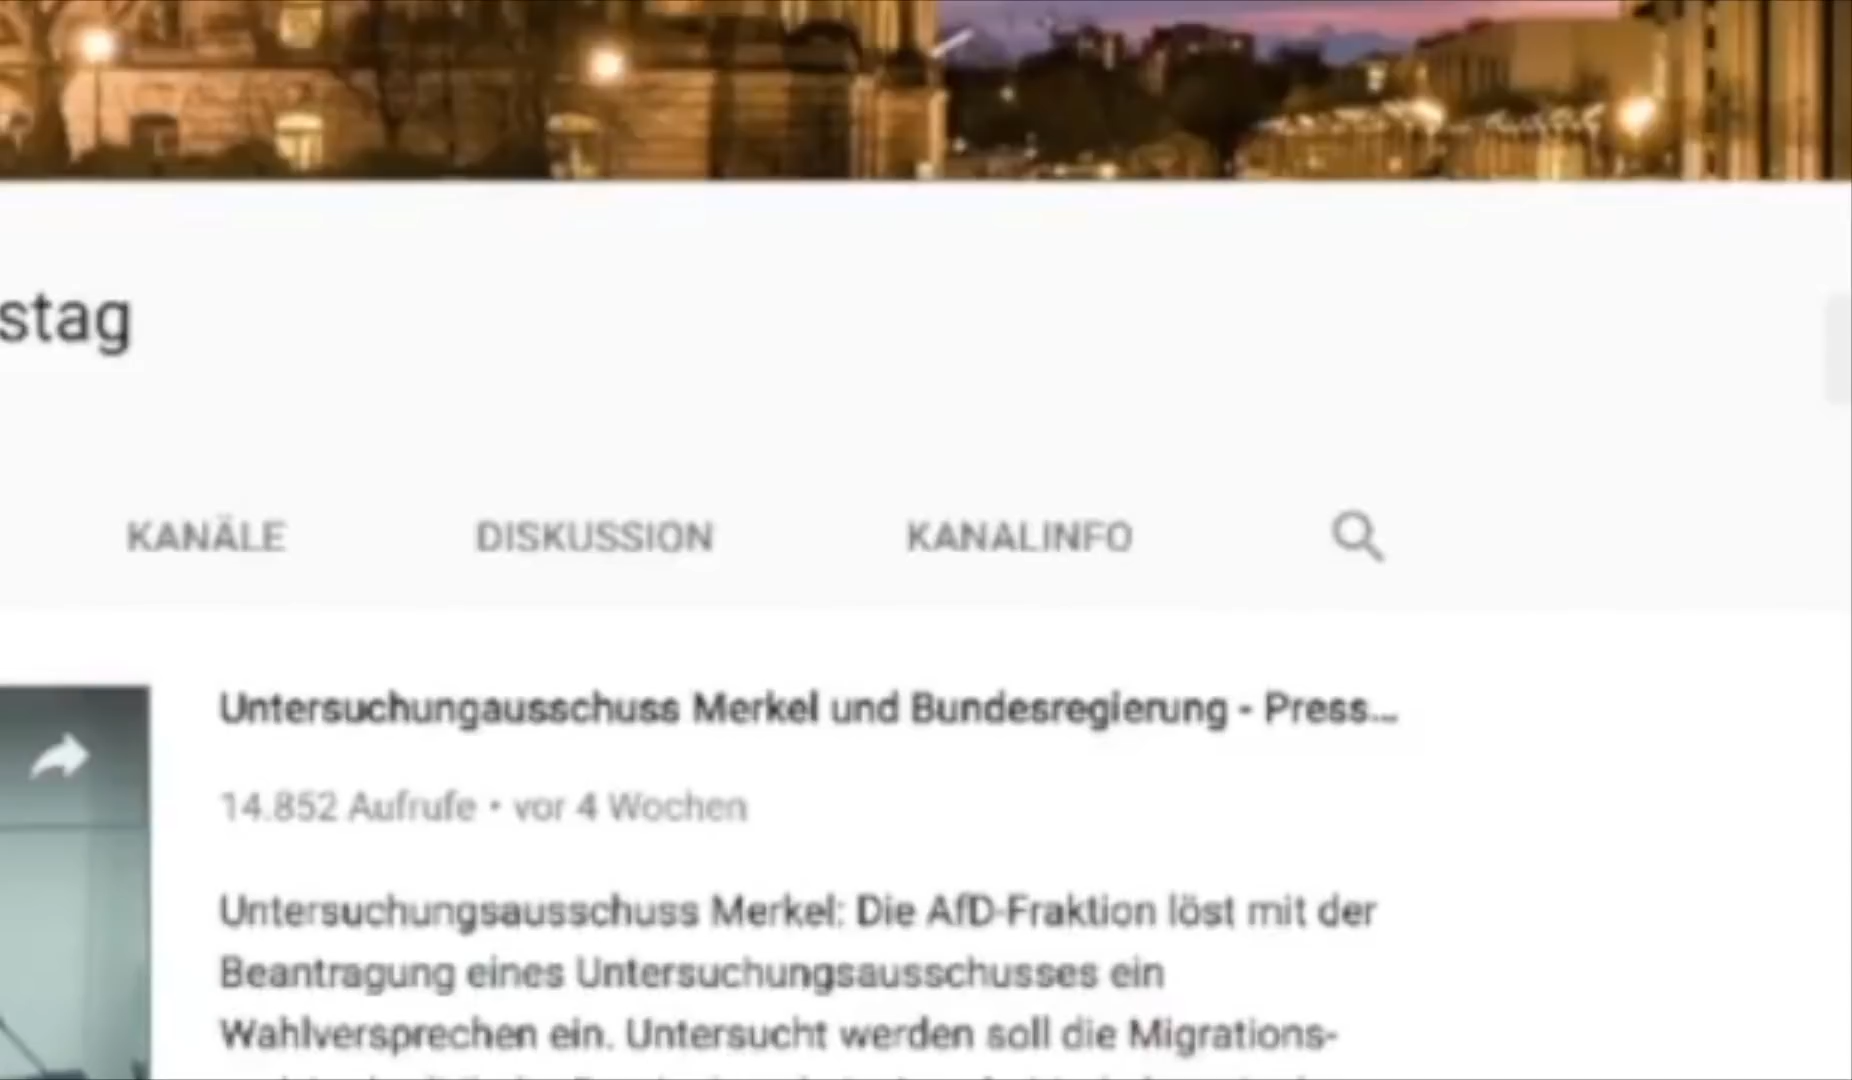 stag
KANÄLE DISKUSSION KANALINFO
Untersuchungausschuss Merkel und Bundesregierung - Press...
14.852 Aufrufe • vor 4 Wochen
Untersuchungsausschuss Merkel: Die AfD-Fraktion löst mit der
Beantragung eines Untersuchungsausschusses ein
Wahlversprechen ein. Untersucht werden soll die Migrations-